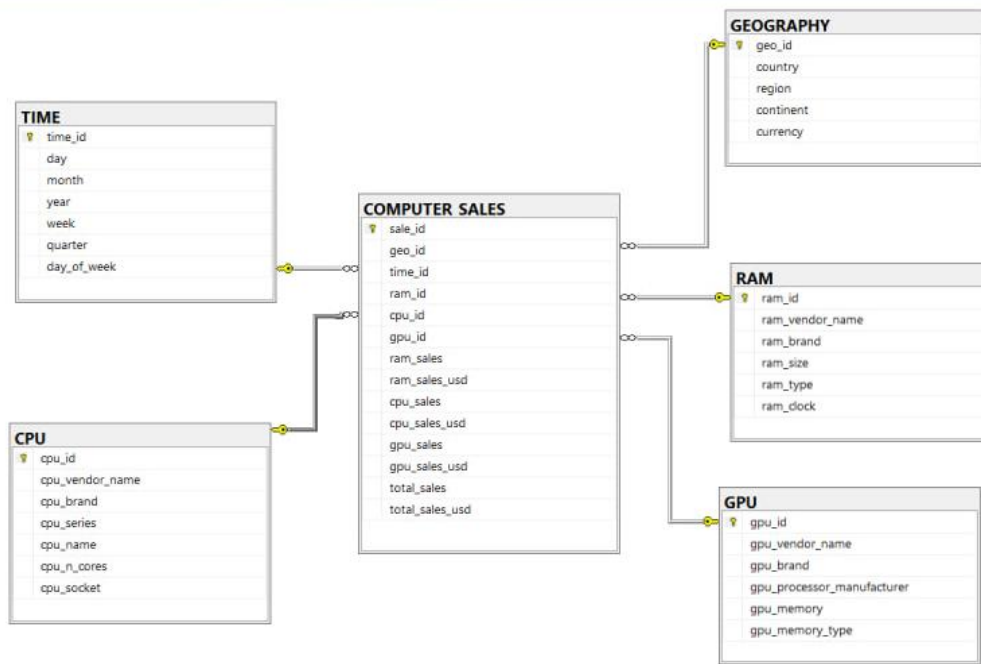 GEOGRAPHY
geo_id
country
region
continent
currency
TIME
time_id
day
month
year
week
quarter
day_of_week
COMPUTER SALES
sale_id
geo_id
time_id
ram_id
cpu_id
gpu_id
ram_sales
ram_sales_usd
cpu_sales
cpu_sales_usd
gpu_sales
gpu_sales_usd
total_sales
total_sales_usd
RAM
ram_id
ram_vendor_name
ram_brand
ram_size
ram_type
ram_clock
CPU
cpu_id
cpu_vendor_name
cpu_brand
cpu_series
cpu_name
cpu_n_cores
cpu_socket
GPU
gpu_id
gpu_vendor_name
gpu_brand
gpu_processor_manufacturer
gpu_memory
gpu_memory_type